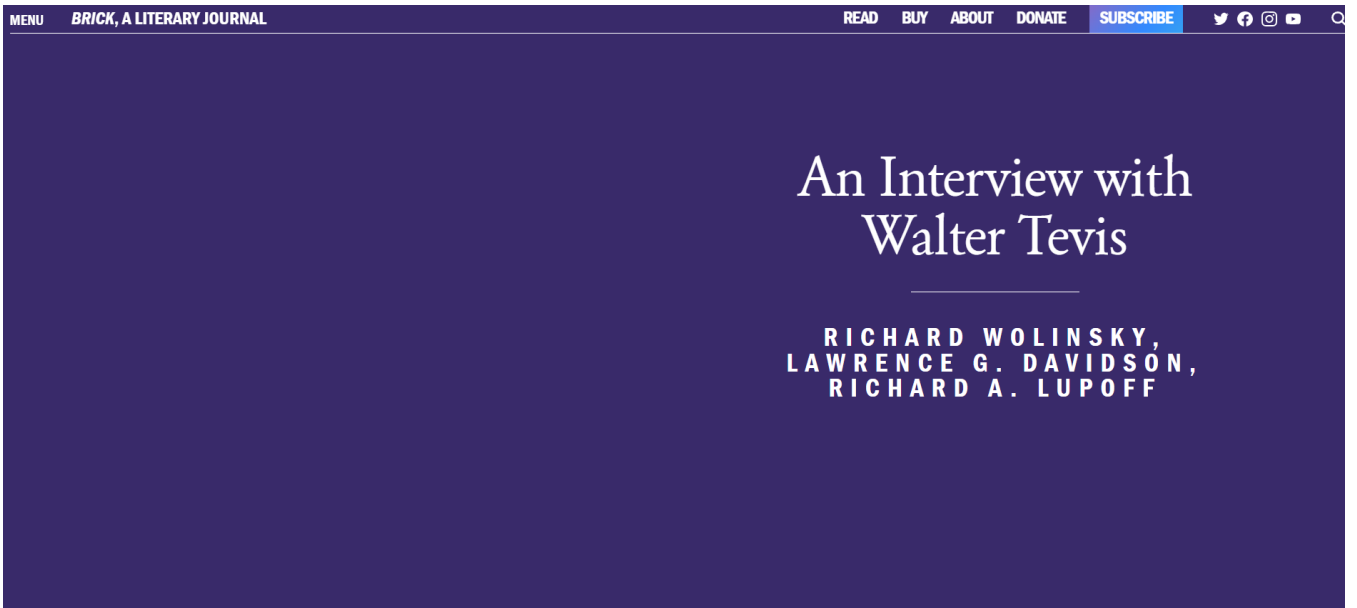 MENU BRICK, A LITERARY JOURNAL READ BUY ABOUT DONATE SUBSCRIBE
An Interview with
Walter Tevis
RICHARD WOLINSKY,
LAWRENCE G. DAVIDSON,
RICHARD A. LUPOFF